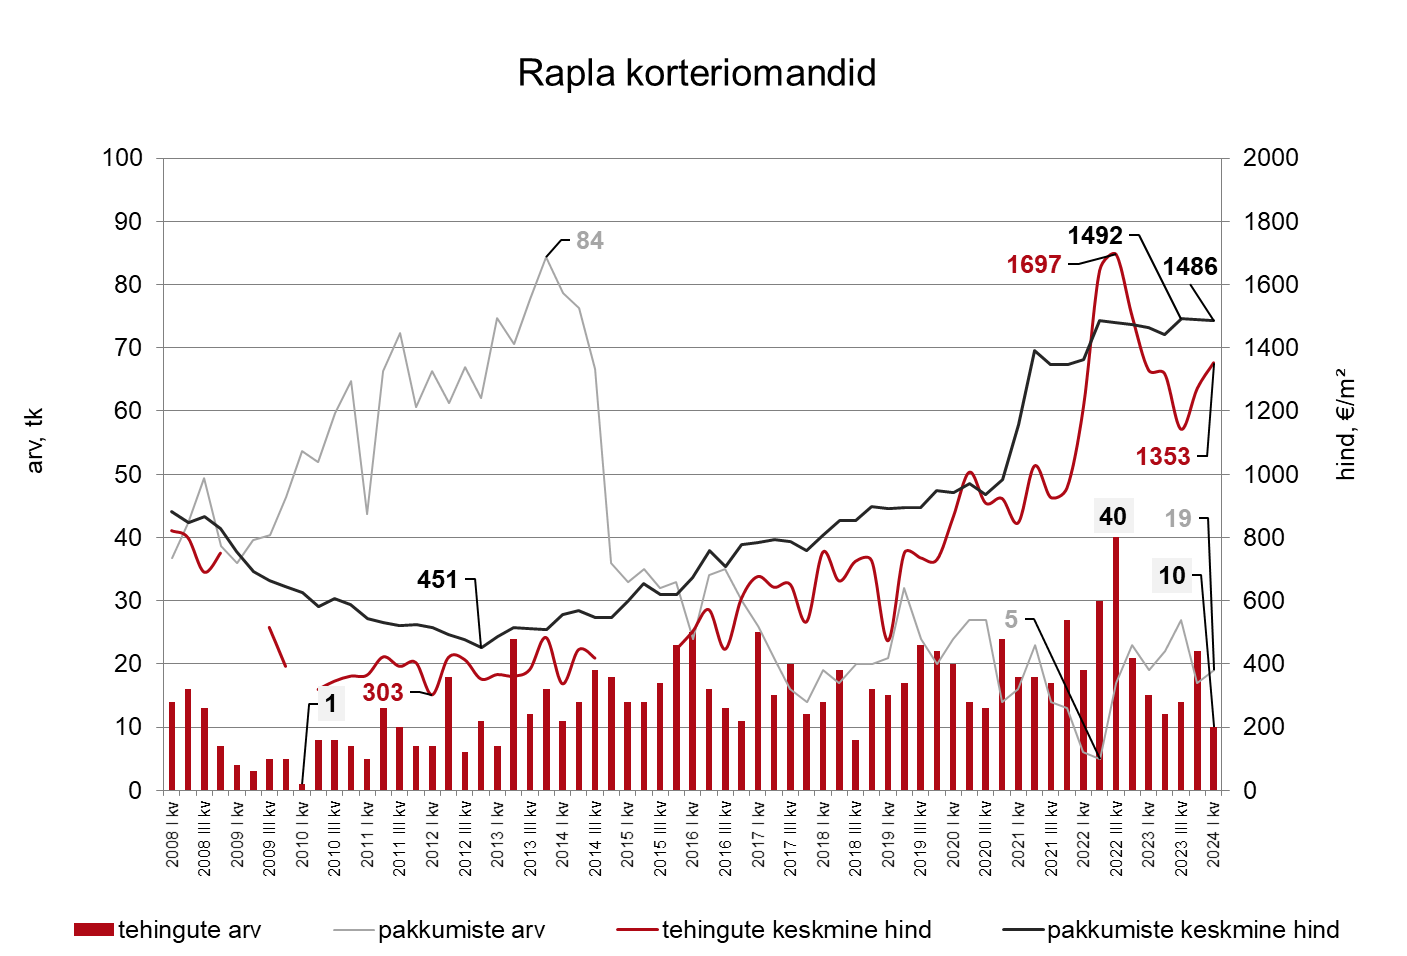 Rapla korteriomandid
arv, tk
hind, €/m²
100
90
80
70
60
50
40
30
20
10
0
2000
1800
1600
1400
1200
1000
800
600
400
200
0
84
1492
1486
1697
1353
40
19
10
5
451
303
1
2008 I kv
2008 III kv
2009 I kv
2009 III kv
2010 I kv
2010 III kv
2011 I kv
2011 III kv
2012 I kv
2012 III kv
2013 I kv
2013 III kv
2014 I kv
2014 III kv
2015 I kv
2015 III kv
2016 I kv
2016 III kv
2017 I kv
2017 III kv
2018 I kv
2018 III kv
2019 I kv
2019 III kv
2020 I kv
2020 III kv
2021 I kv
2021 III kv
2022 I kv
2022 III kv
2023 I kv
2023 III kv
2024 I kv
tehingute arv
pakkumiste arv
tehingute keskmine hind
pakkumiste keskmine hind